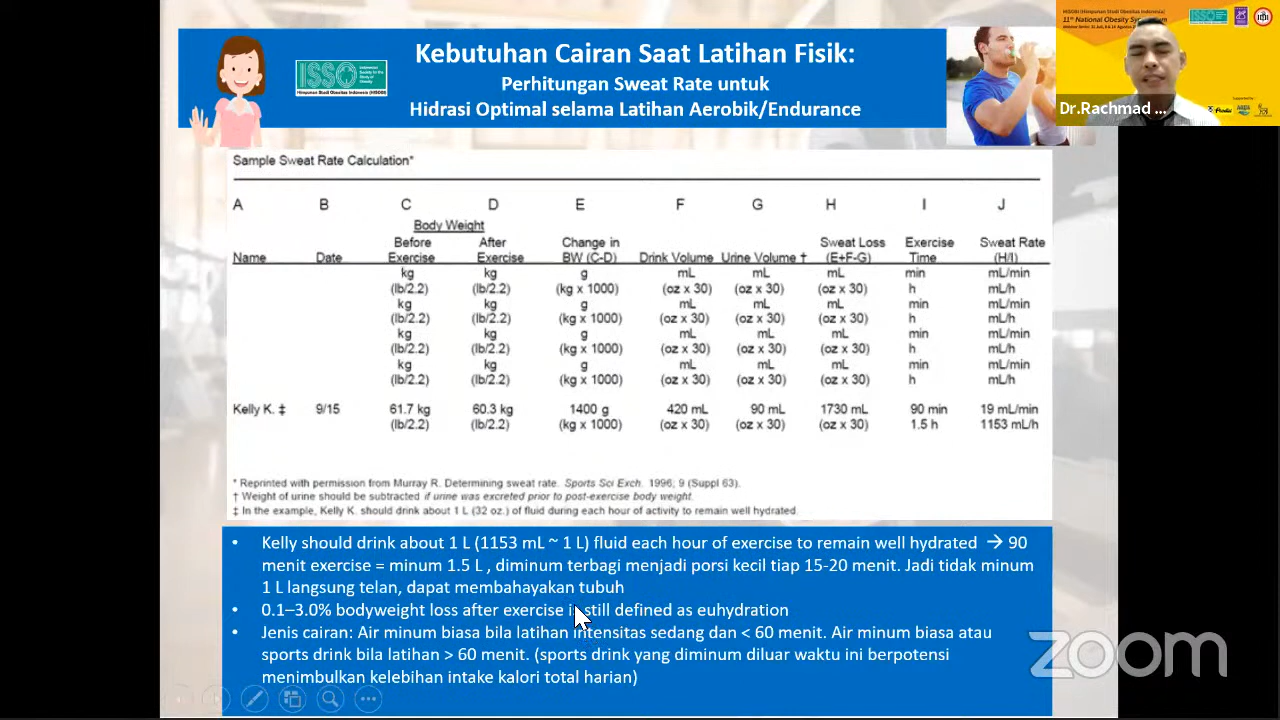 Kebutuhan Cairan Saat Latihan Fisik:
Perhitungan Sweat Rate untuk
Hidrasi Optimal selama Latihan Aerobik/Endurance
ISSO
Himpunan Studi Obesitas Indonesia (HISOBI)
HISOBI (Himpunan Studi Obesitas Indonesia)
11th National Obesity Symposium
Dr.Rachmad ...
Sample Sweat Rate Calculation*
A B C D E F G H I J
Body Weight
Before After Change in Sweat Loss Exercise Sweat Rate
Name Date Exercise Exercise BW (C-D) Drink Volume Urine Volume † (E+F-G) Time (H/I)
kg kg g mL mL mL min mL/min
(lb/2.2) (lb/2.2) (kg x 1000) (oz x 30) (oz x 30) (oz x 30) h mL/h
kg kg g mL mL mL min mL/min
(lb/2.2) (lb/2.2) (kg x 1000) (oz x 30) (oz x 30) (oz x 30) h mL/h
kg kg g mL mL mL min mL/min
(lb/2.2) (lb/2.2) (kg x 1000) (oz x 30) (oz x 30) (oz x 30) h mL/h
kg kg g mL mL mL min mL/min
(lb/2.2) (lb/2.2) (kg x 1000) (oz x 30) (oz x 30) (oz x 30) h mL/h
Kelly K. ‡ 9/15 61.7 kg 60.3 kg 1400 g 420 mL 90 mL 1730 mL 90 min 19 mL/min
(lb/2.2) (lb/2.2) (kg x 1000) (oz x 30) (oz x 30) (oz x 30) 1.5 h 1153 mL/h
* Reprinted with permission from Murray R. Determining sweat rate. Sports Sci Exch. 1996; 9 (Suppl 63).
† Weight of urine should be subtracted if urine was excreted prior to post-exercise body weight.
‡ In the example, Kelly K. should drink about 1 L (32 oz.) of fluid during each hour of activity to remain well hydrated.
• Kelly should drink about 1 L (1153 mL ~ 1 L) fluid each hour of exercise to remain well hydrated → 90
menit exercise = minum 1.5 L , diminum terbagi menjadi porsi kecil tiap 15-20 menit. Jadi tidak minum
1 L langsung telan, dapat membahayakan tubuh
• 0.1–3.0% bodyweight loss after exercise is still defined as euhydration
• Jenis cairan: Air minum biasa bila latihan intensitas sedang dan < 60 menit. Air minum biasa atau
sports drink bila latihan > 60 menit. (sports drink yang diminum diluar waktu ini berpotensi
menimbulkan kelebihan intake kalori total harian)
zoom